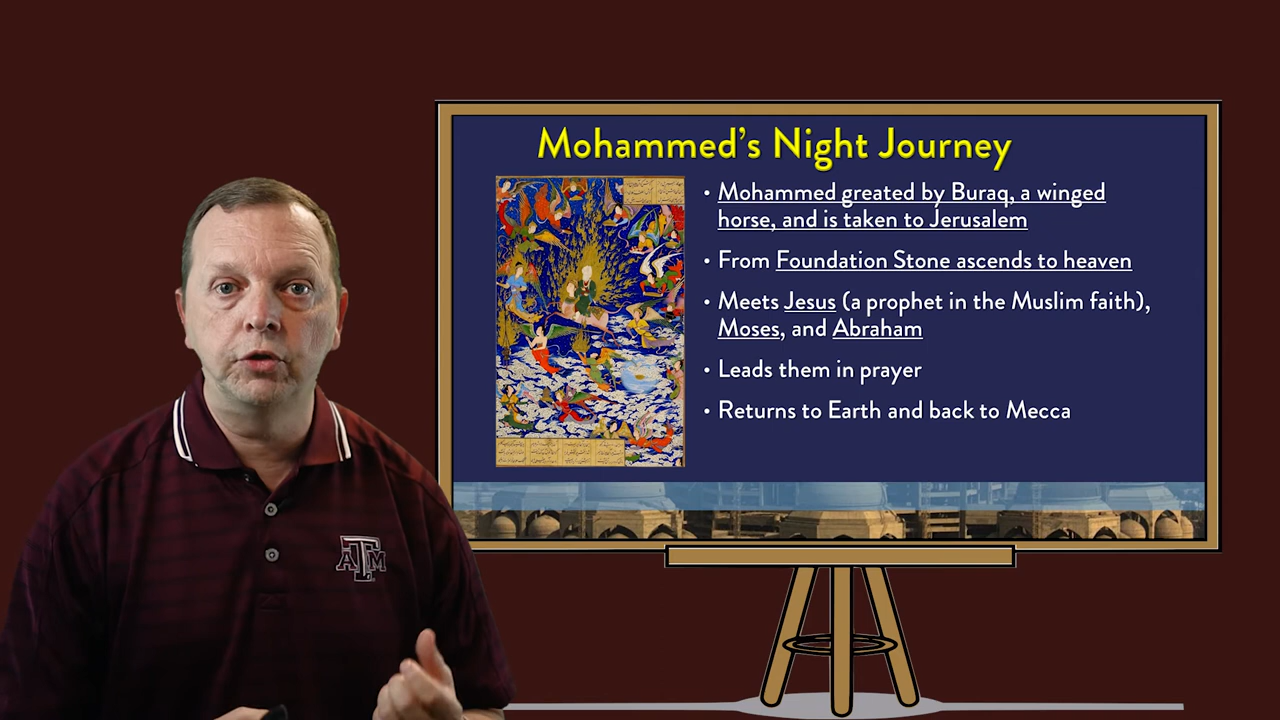 Mohammed's Night Journey
• Mohammed greated by Buraq, a winged
horse, and is taken to Jerusalem
• From Foundation Stone ascends to heaven
• Meets Jesus (a prophet in the Muslim faith),
Moses, and Abraham
• Leads them in prayer
• Returns to Earth and back to Mecca
ATM